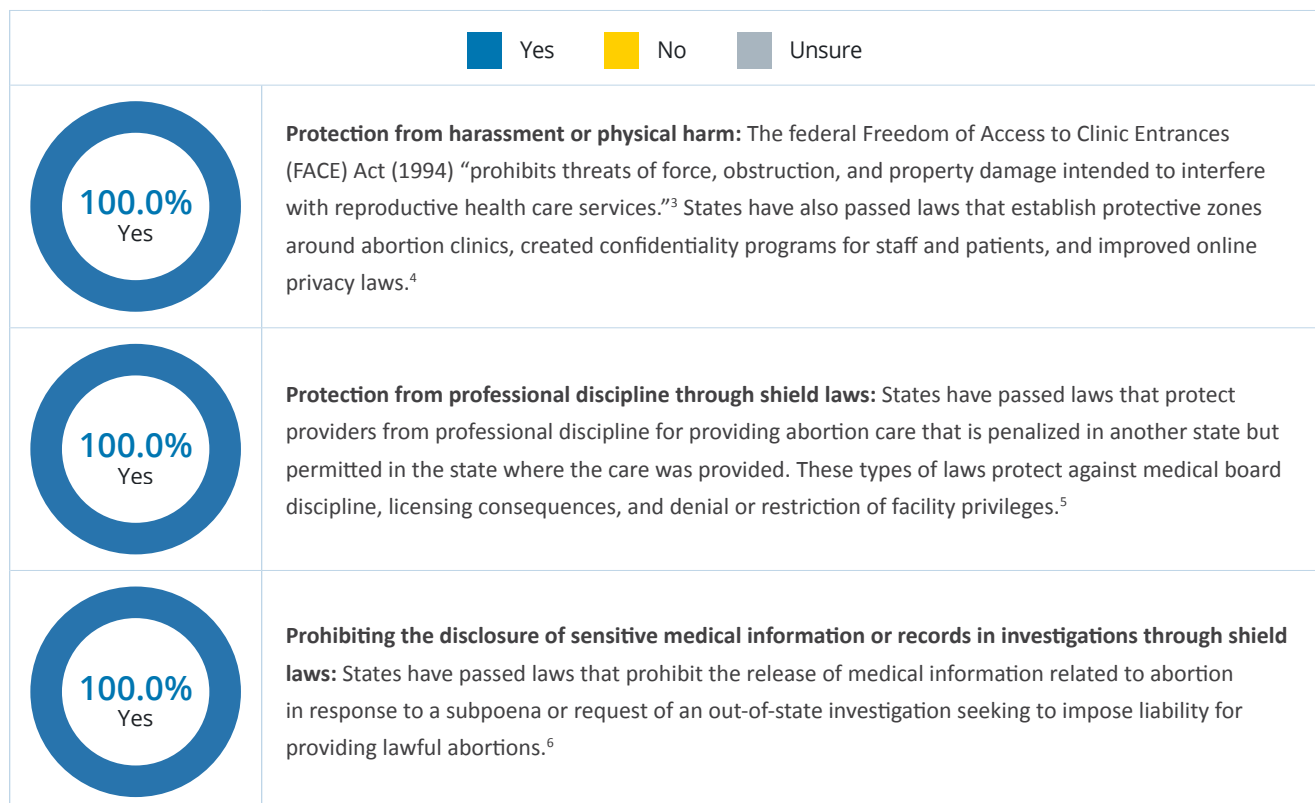 Yes No Unsure
100.0%
Yes
Protection from harassment or physical harm: The federal Freedom of Access to Clinic Entrances
(FACE) Act (1994) “prohibits threats of force, obstruction, and property damage intended to interfere
with reproductive health care services.”3 States have also passed laws that establish protective zones
around abortion clinics, created confidentiality programs for staff and patients, and improved online
privacy laws.4
100.0%
Yes
Protection from professional discipline through shield laws: States have passed laws that protect
providers from professional discipline for providing abortion care that is penalized in another state but
permitted in the state where the care was provided. These types of laws protect against medical board
discipline, licensing consequences, and denial or restriction of facility privileges.5
100.0%
Yes
Prohibiting the disclosure of sensitive medical information or records in investigations through shield
laws: States have passed laws that prohibit the release of medical information related to abortion
in response to a subpoena or request of an out-of-state investigation seeking to impose liability for
providing lawful abortions.6